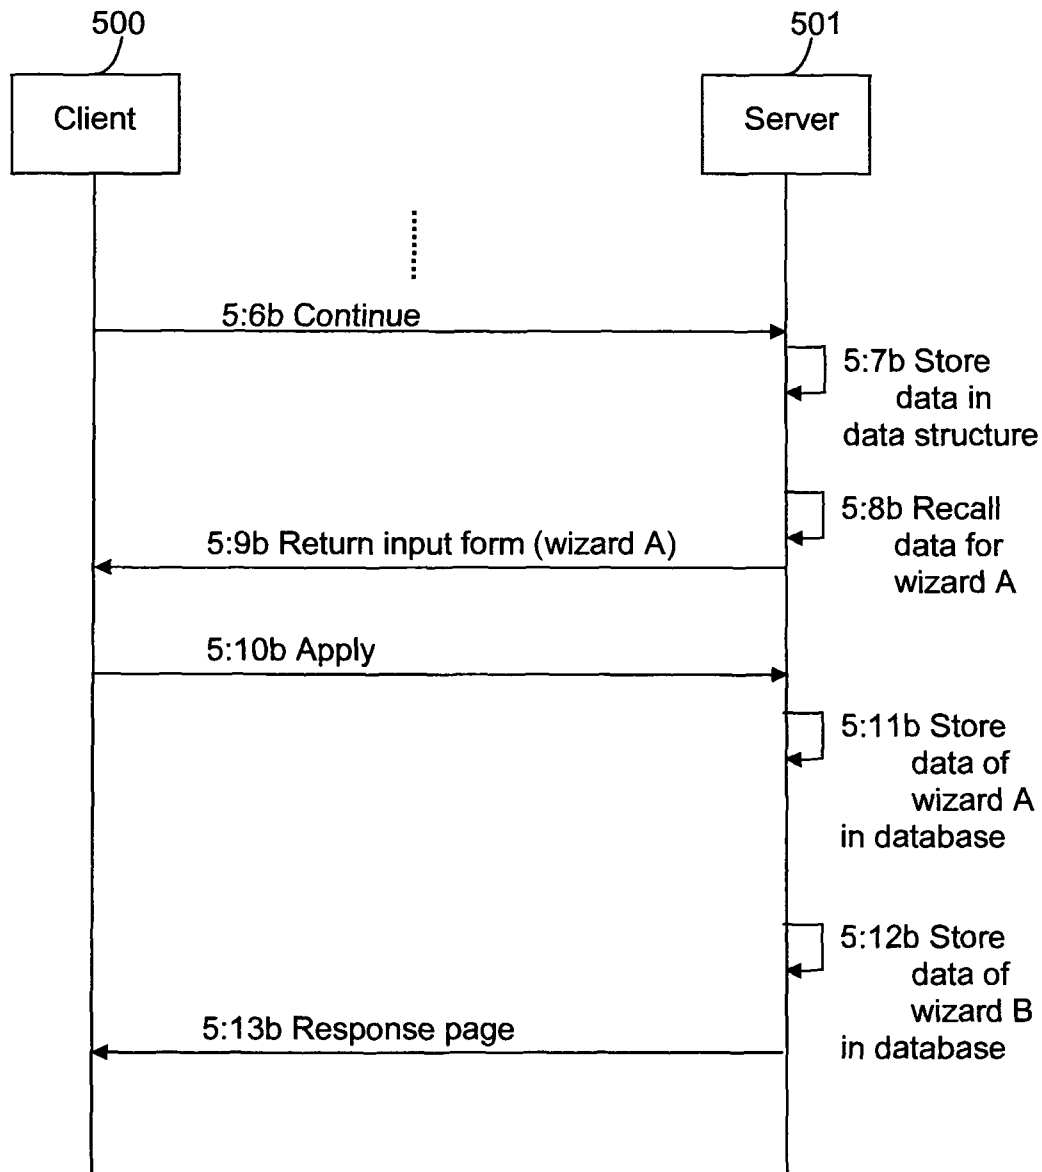 500
501
Client
Server
5:6b Continue
5:7b Store
data in
data structure
5:8b Recall
data for
wizard A
5:9b Return input form (wizard A)
5:10b Apply
5:11b Store
data of
wizard A
in database
5:12b Store
data of
wizard B
in database
5:13b Response page